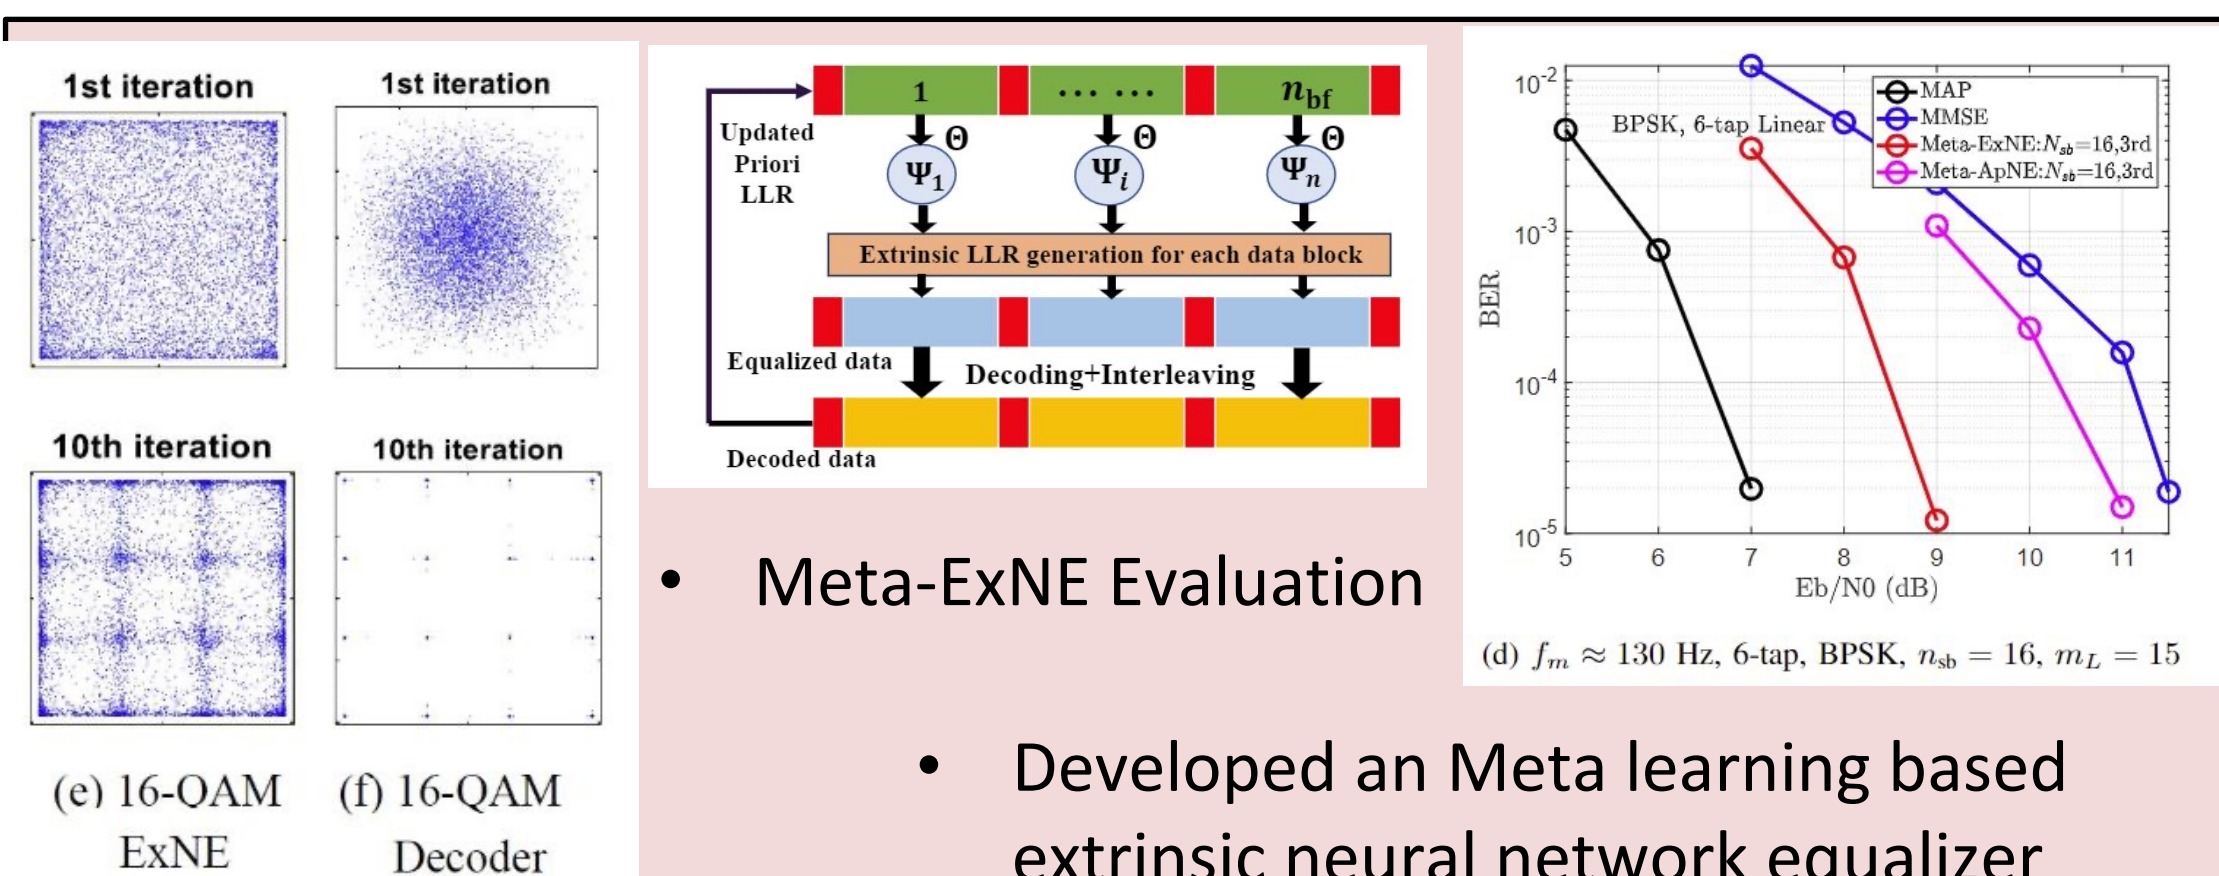 1st iteration
1st iteration
10th iteration
10th iteration
(e) 16-QAM
ExNE
(f) 16-QAM
Decoder
1
... ...
n_bf
Θ
Θ
Θ
Ψ_1
Ψ_i
Ψ_n
Updated
Priori
LLR
Extrinsic LLR generation for each data block
Equalized data
Decoding+Interleaving
Decoded data
• Meta-ExNE Evaluation
10^-2
10^-3
10^-4
10^-5
BER
BPSK, 6-tap Linear
MAP
MMSE
Meta-ExNE:N_sb=16,3rd
Meta-ApNE:N_sb=16,3rd
5 6 7 8 9 10 11
Eb/N0 (dB)
(d) f_m ≈ 130 Hz, 6-tap, BPSK, n_sb = 16, m_L = 15
• Developed an Meta learning based
extrinsic neural network equalizer